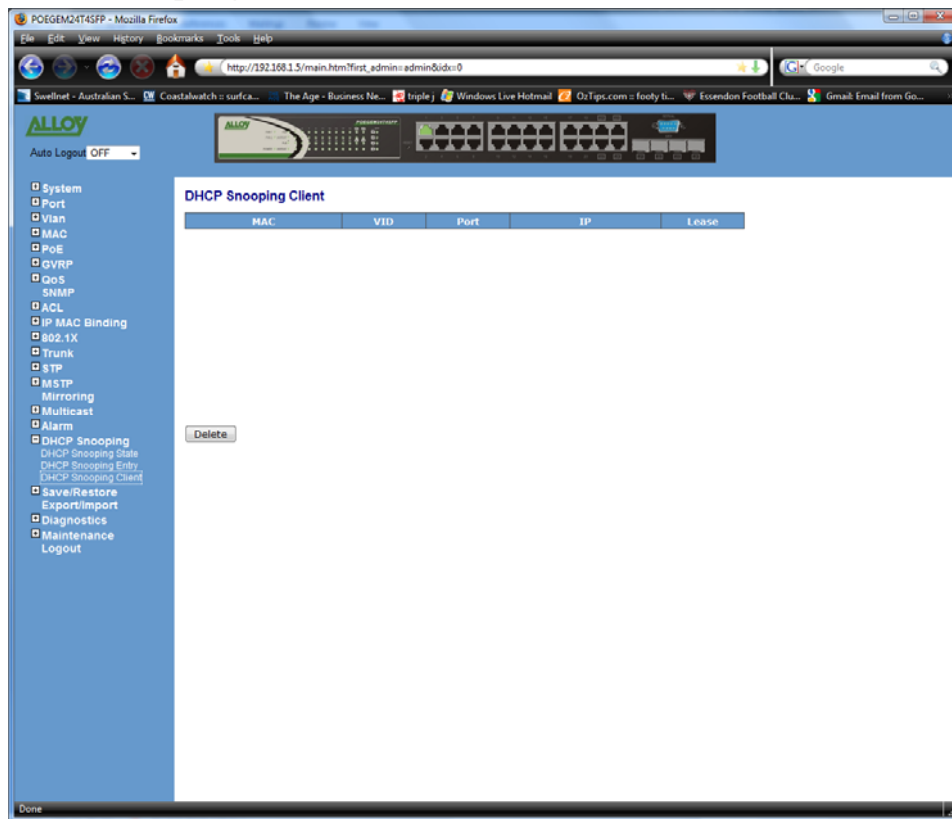 POEGEM24T4SFP - Mozilla Firefox
File Edit View History Bookmarks Tools Help
http://192.168.1.5/main.htm?first_admin=admin&idx=0
G Google
Swellnet - Australian S... CW Coastalwatch :: surfca... The Age - Business Ne... triple j Windows Live Hotmail OzTips.com :: footy ti... Essendon Football Clu... Gmail: Email from Go...
ALLOY
ALLOY
Auto Logout OFF
System
Port
Vlan
MAC
PoE
GVRP
QoS
SNMP
ACL
IP MAC Binding
802.1X
Trunk
STP
MSTP
Mirroring
Multicast
Alarm
DHCP Snooping
DHCP Snooping State
DHCP Snooping Entry
DHCP Snooping Client
Save/Restore
Export/Import
Diagnostics
Maintenance
Logout
DHCP Snooping Client
MAC VID Port IP Lease
Delete
Done